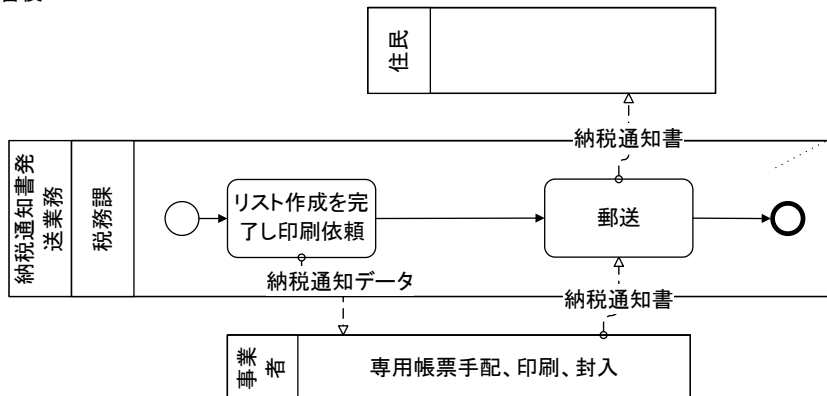 住民
納税通知書
納税通知書発
送業務
税務課
リスト作成を完
了し印刷依頼
郵送
納税通知データ
納税通知書
事業
者
専用帳票手配、印刷、封入